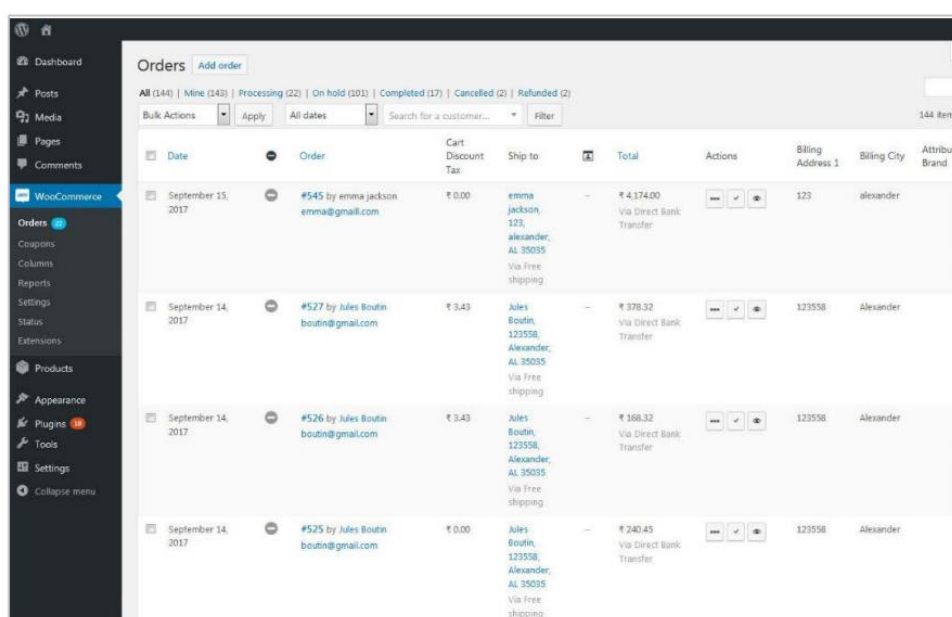 Dashboard
Posts
Media
Pages
Comments
WooCommerce
Orders 22
Coupons
Columns
Reports
Settings
Status
Extensions
Products
Appearance
Plugins
Tools
Settings
Collapse menu
Orders Add order
All (144) | Mine (143) | Processing (22) | On hold (101) | Completed (17) | Cancelled (2) | Refunded (2)
Bulk Actions Apply All dates Search for a customer... Filter 144 item
Date Order Cart Discount Tax Ship to Total Actions Billing Address 1 Billing City Attribu Brand
September 15, 2017
#545 by emma jackson
emma@gmaill.com
₹ 0.00
emma
jackson,
123,
alexander,
AL 35035
Via Free
shipping
–
₹ 4,174.00
Via Direct Bank
Transfer
123
alexander
September 14, 2017
#527 by Jules Boutin
boutin@gmail.com
₹ 3.43
Jules
Boutin,
123558,
Alexander,
AL 35035
Via Free
shipping
–
₹ 378.32
Via Direct Bank
Transfer
123558
Alexander
September 14, 2017
#526 by Jules Boutin
boutin@gmail.com
₹ 3.43
Jules
Boutin,
123558,
Alexander,
AL 35035
Via Free
shipping
–
₹ 168.32
Via Direct Bank
Transfer
123558
Alexander
September 14, 2017
#525 by Jules Boutin
boutin@gmail.com
₹ 0.00
Jules
Boutin,
123558,
Alexander,
AL 35035
Via Free
shipping
–
₹ 240.45
Via Direct Bank
Transfer
123558
Alexander